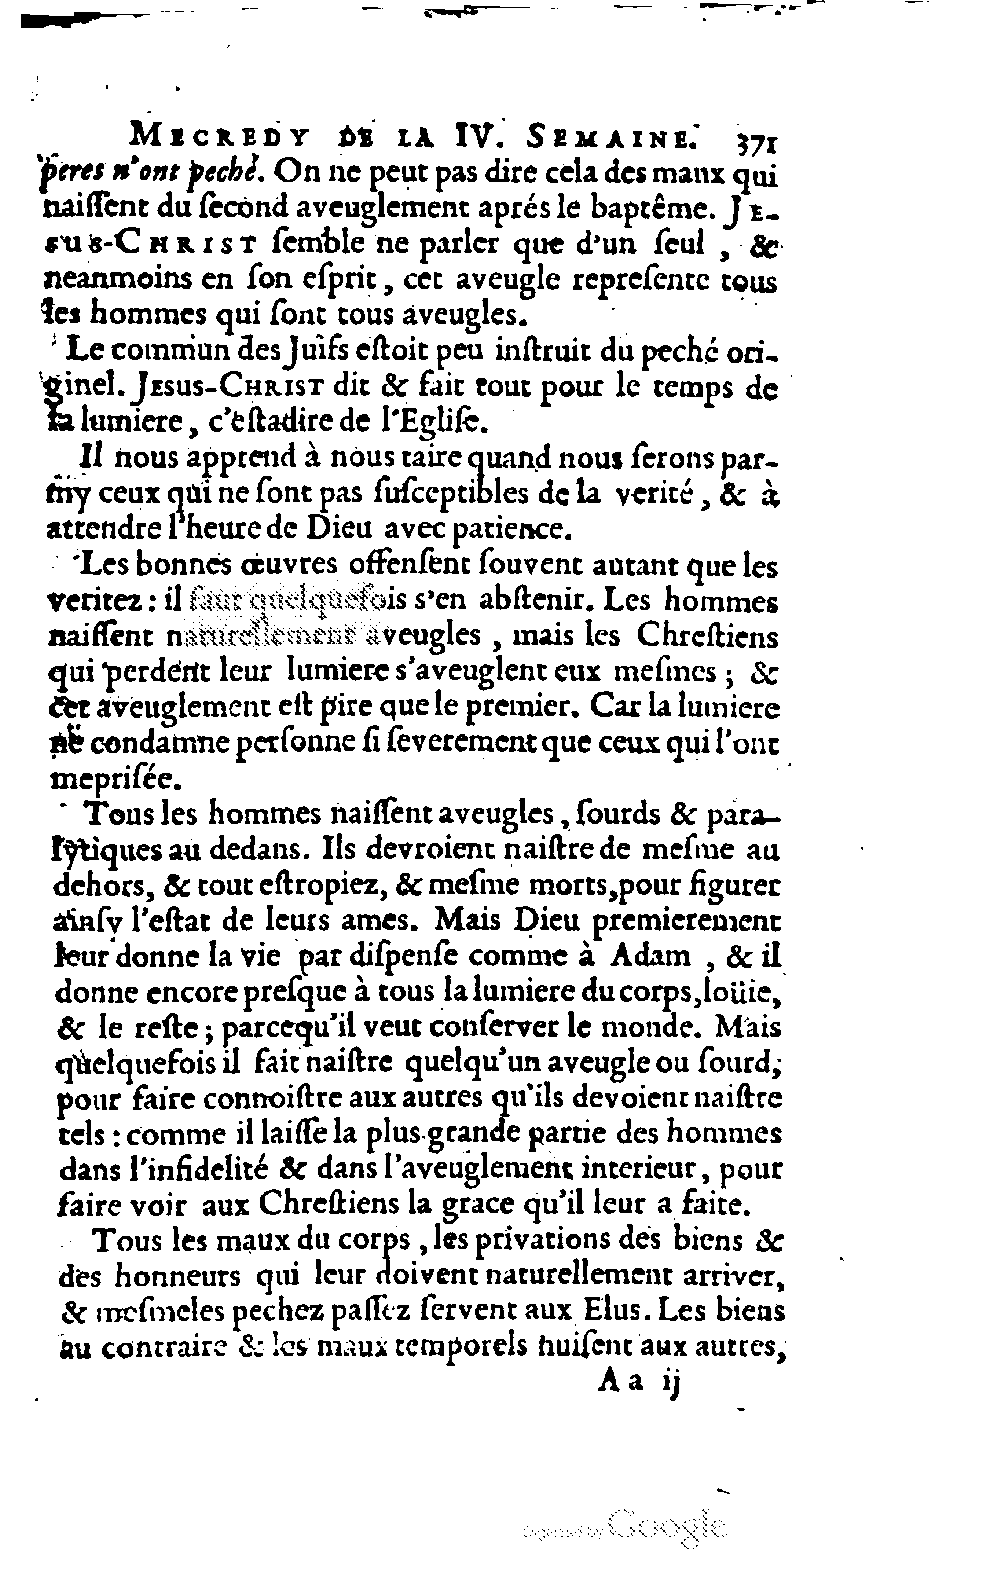 MECREDY DE LA IV. SEMAINE. 371
peres n'ont peché. On ne peut pas dire cela des maux qui
naiſſent du ſecond aveuglement aprés le baptême. JE-
SUS-CHRIST ſemble ne parler que d'un ſeul, &
neanmoins en ſon eſprit, cet aveugle repreſente tous
les hommes qui ſont tous aveugles.
Le commun des Juifs eſtoit peu inſtruit du peché ori-
ginel. JESUS-CHRIST dit & fait tout pour le temps de
la lumiere, c'eſtadire de l'Egliſe.
Il nous apprend à nous taire quand nous ſerons par-
my ceux qui ne ſont pas ſuſceptibles de la verité, & à
attendre l'heure de Dieu avec patience.
Les bonnes œuvres offenſent ſouvent autant que les
veritez: il faut quelquefois s'en abſtenir. Les hommes
naiſſent naturellement aveugles, mais les Chreſtiens
qui perdent leur lumiere s'aveuglent eux meſmes; &
cet aveuglement eſt pire que le premier. Car la lumiere
ne condamne perſonne ſi ſeverement que ceux qui l'ont
mepriſée.
Tous les hommes naiſſent aveugles, ſourds & para-
lytiques au dedans. Ils devroient naiſtre de meſme au
dehors, & tout eſtropiez, & meſme morts, pour figurer
ainſy l'eſtat de leurs ames. Mais Dieu premierement
leur donne la vie par diſpenſe comme à Adam, & il
donne encore preſque à tous la lumiere du corps, loüie,
& le reſte; parcequ'il veut conſerver le monde. Mais
quelquefois il fait naiſtre quelqu'un aveugle ou ſourd;
pour faire connoiſtre aux autres qu'ils devoient naiſtre
tels: comme il laiſſe la plus grande partie des hommes
dans l'infidelité & dans l'aveuglement interieur, pour
faire voir aux Chreſtiens la grace qu'il leur a faite.
Tous les maux du corps, les privations des biens &
des honneurs qui leur doivent naturellement arriver,
& meſmeles pechez paſſez ſervent aux Elus. Les biens
au contraire & les maux temporels nuiſent aux autres,
A a ij
Digitized by Google